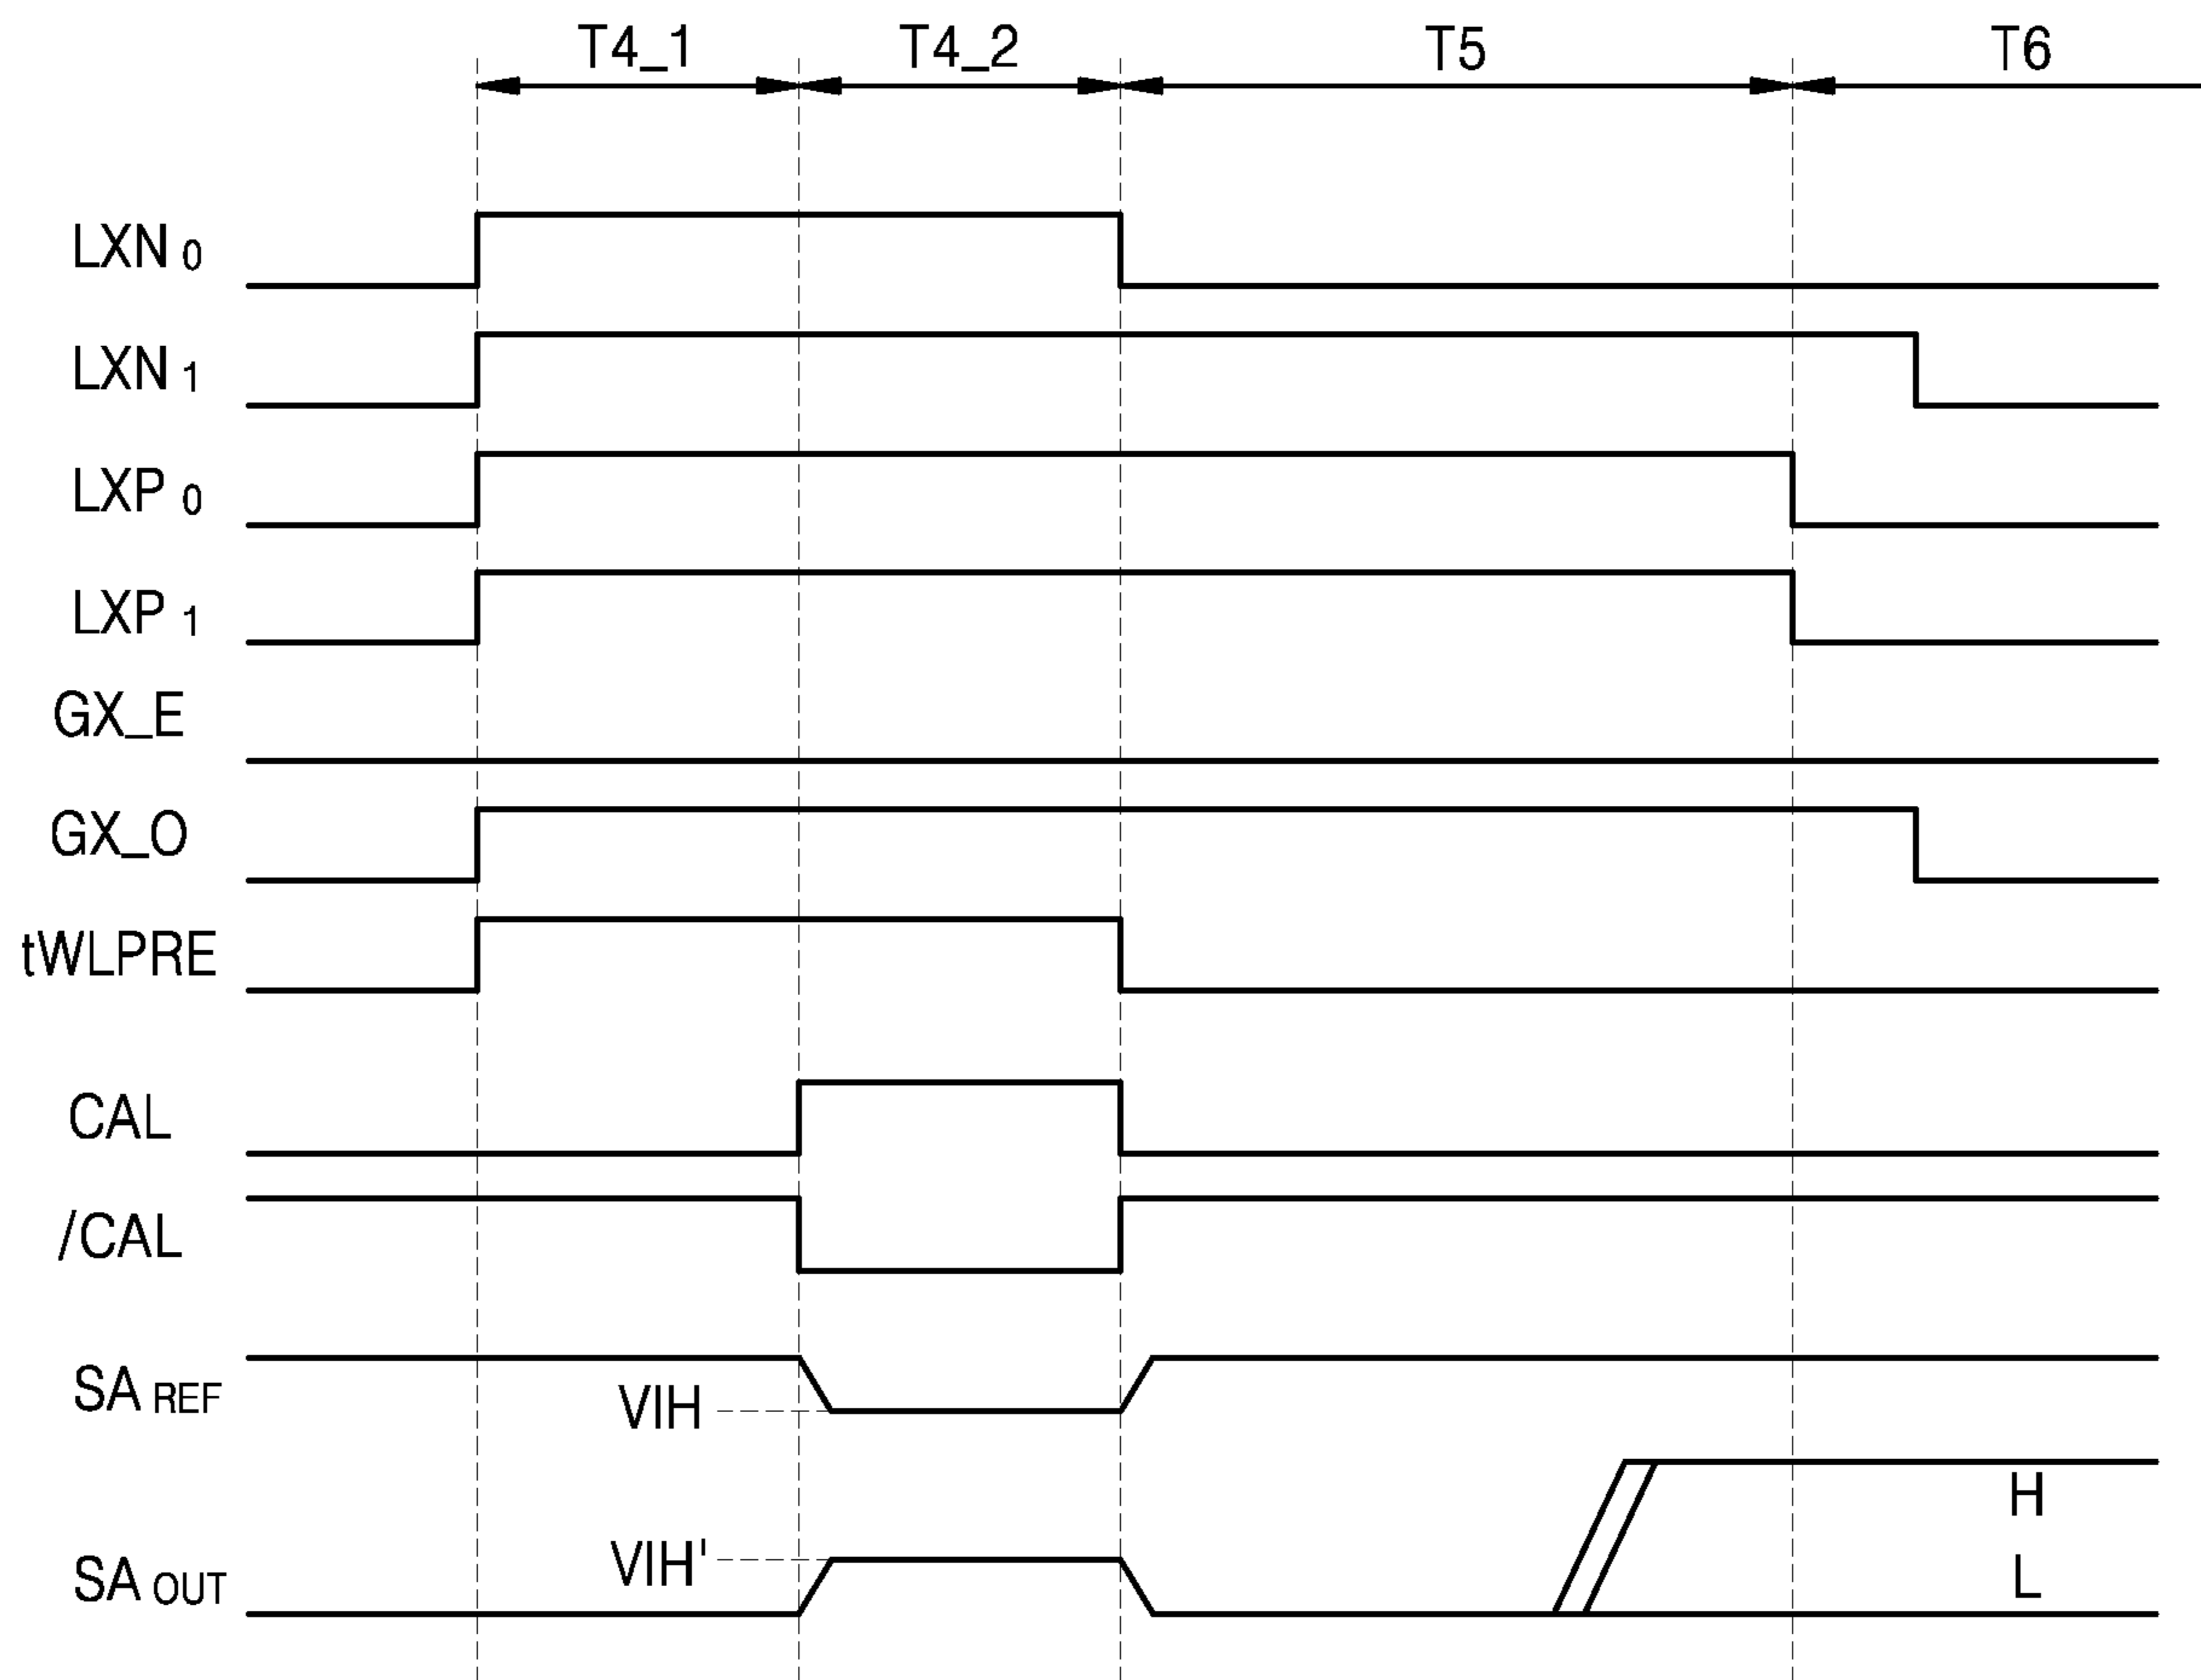 T4_1 T4_2 T5 T6
LXN 0
LXN 1
LXP 0
LXP 1
GX_E
GX_O
tWLPRE
CAL
/CAL
SA REF
VIH
H
VIH'
SA OUT
L